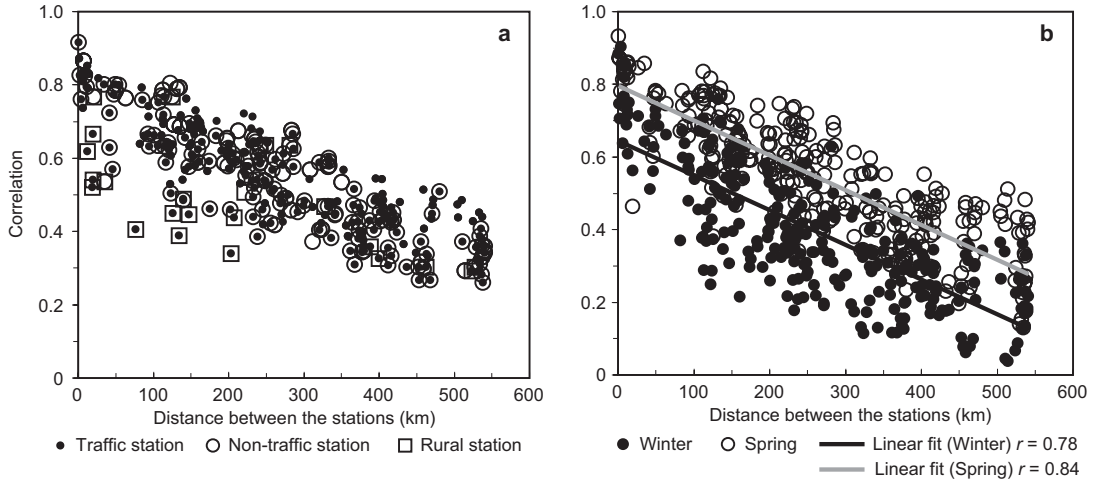 a
b
1.0
0.8
0.6
0.4
0.2
0
Correlation
0 100 200 300 400 500 600
Distance between the stations (km)
Traffic station Non-traffic station Rural station
1.0
0.8
0.6
0.4
0.2
0
0 100 200 300 400 500 600
Distance between the stations (km)
Winter Spring Linear fit (Winter) r = 0.78
Linear fit (Spring) r = 0.84